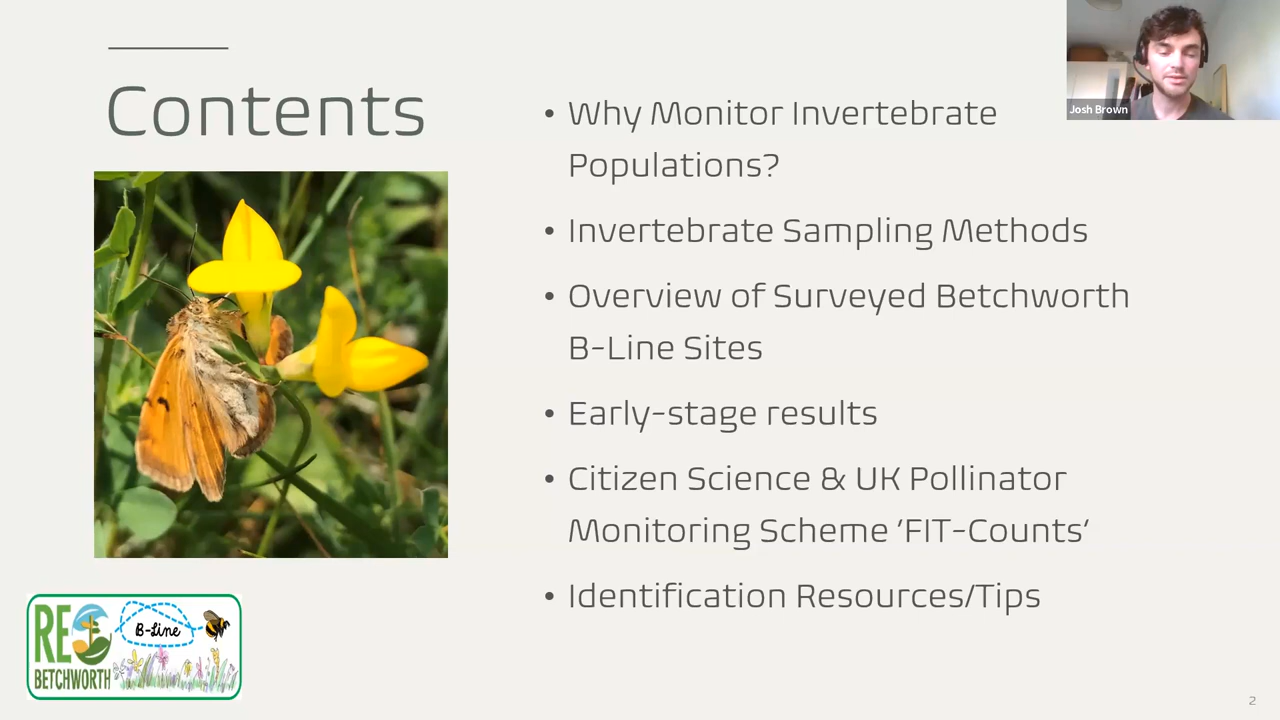 Contents
• Why Monitor Invertebrate
Populations?
• Invertebrate Sampling Methods
• Overview of Surveyed Betchworth
B-Line Sites
• Early-stage results
• Citizen Science & UK Pollinator
Monitoring Scheme ‘FIT-Counts‘
• Identification Resources/Tips
Josh Brown
RE
BETCHWORTH
B-Line
2